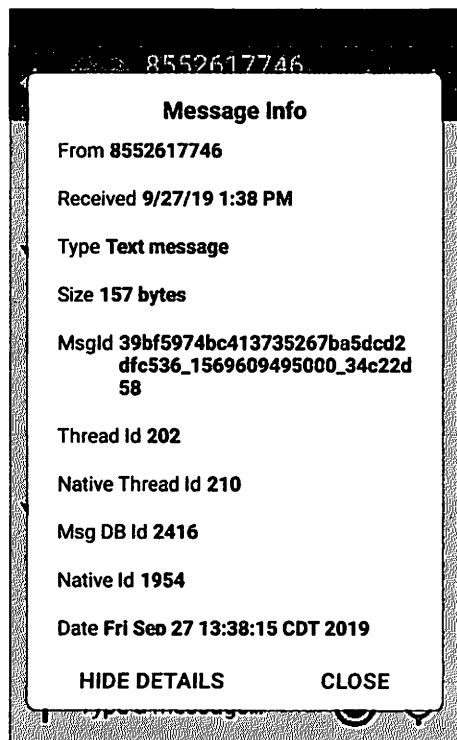 8552617746
Message Info
From 8552617746
Received 9/27/19 1:38 PM
Type Text message
Size 157 bytes
MsgId 39bf5974bc413735267ba5dcd2
dfc536_1569609495000_34c22d
58
Thread Id 202
Native Thread Id 210
Msg DB Id 2416
Native Id 1954
Date Fri Sep 27 13:38:15 CDT 2019
HIDE DETAILS CLOSE
Type a message...